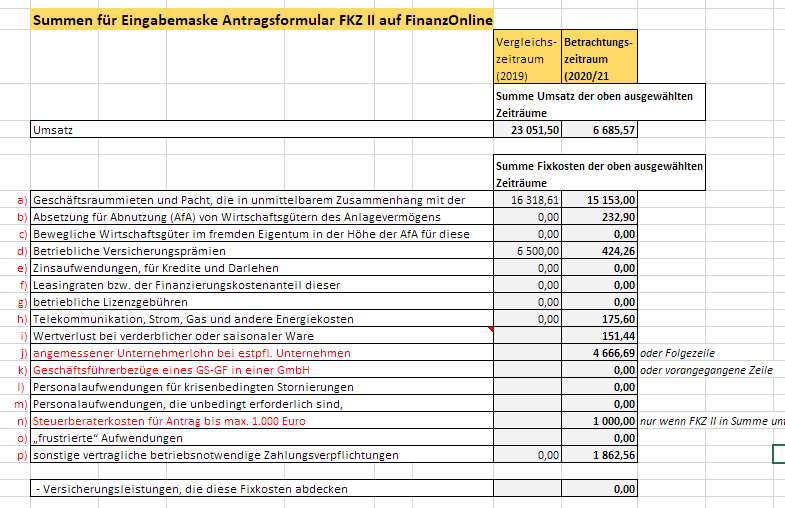 Summen für Eingabemaske Antragsformular FKZ II auf FinanzOnline
Vergleichs-
zeitraum
(2019)
Betrachtungs-
zeitraum
(2020/21
Summe Umsatz der oben ausgewählten
Zeiträume
Umsatz 23 051,50 6 685,57
Summe Fixkosten der oben ausgewählten
Zeiträume
a) Geschäftsraummieten und Pacht, die in unmittelbarem Zusammenhang mit der 16 318,61 15 153,00
b) Absetzung für Abnutzung (AfA) von Wirtschaftsgütern des Anlagevermögens 0,00 232,90
c) Bewegliche Wirtschaftsgüter im fremden Eigentum in der Höhe der AfA für diese 0,00 0,00
d) Betriebliche Versicherungsprämien 6 500,00 424,26
e) Zinsaufwendungen, für Kredite und Darlehen 0,00 0,00
f) Leasingraten bzw. der Finanzierungskostenanteil dieser 0,00 0,00
g) betriebliche Lizenzgebühren 0,00 0,00
h) Telekommunikation, Strom, Gas und andere Energiekosten 0,00 175,60
i) Wertverlust bei verderblicher oder saisonaler Ware 151,44
j) angemessener Unternehmerlohn bei estpfl. Unternehmen 4 666,69 oder Folgezeile
k) Geschäftsführerbezüge eines GS-GF in einer GmbH 0,00 oder vorangegangene Zeile
l) Personalaufwendungen für krisenbedingten Stornierungen 0,00
m) Personalaufwendungen, die unbedingt erforderlich sind, 0,00
n) Steuerberaterkosten für Antrag bis max. 1.000 Euro 1 000,00 nur wenn FKZ II in Summe unt
o) „frustrierte“ Aufwendungen 0,00
p) sonstige vertragliche betriebsnotwendige Zahlungsverpflichtungen 0,00 1 862,56
- Versicherungsleistungen, die diese Fixkosten abdecken 0,00